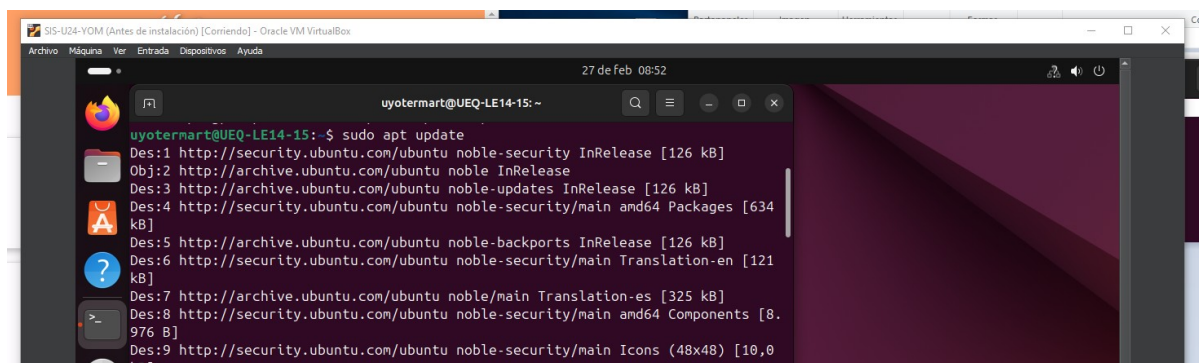 SIS-U24-YOM (Antes de instalación) [Corriendo] - Oracle VM VirtualBox
Archivo Máquina Ver Entrada Dispositivos Ayuda
27 de feb 08:52
uyotermart@UEQ-LE14-15: ~
uyotermart@UEQ-LE14-15:~$ sudo apt update
Des:1 http://security.ubuntu.com/ubuntu noble-security InRelease [126 kB]
Obj:2 http://archive.ubuntu.com/ubuntu noble InRelease
Des:3 http://archive.ubuntu.com/ubuntu noble-updates InRelease [126 kB]
Des:4 http://security.ubuntu.com/ubuntu noble-security/main amd64 Packages [634
kB]
Des:5 http://archive.ubuntu.com/ubuntu noble-backports InRelease [126 kB]
Des:6 http://security.ubuntu.com/ubuntu noble-security/main Translation-en [121
kB]
Des:7 http://archive.ubuntu.com/ubuntu noble/main Translation-es [325 kB]
Des:8 http://security.ubuntu.com/ubuntu noble-security/main amd64 Components [8.
976 B]
Des:9 http://security.ubuntu.com/ubuntu noble-security/main Icons (48x48) [10,0